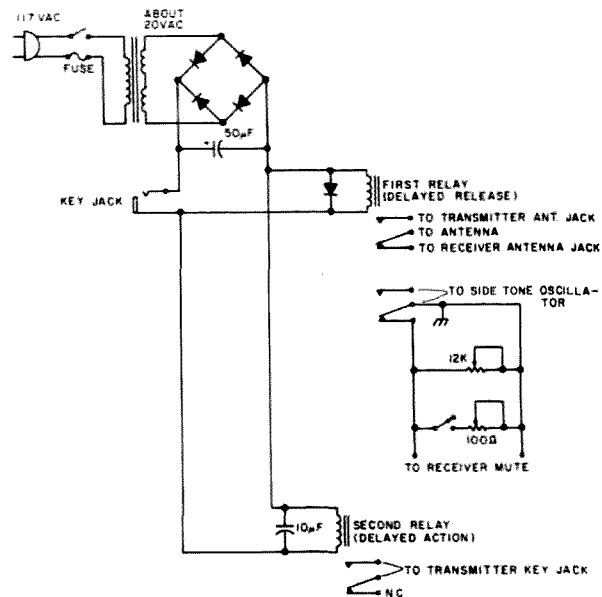 117 VAC
ABOUT
20VAC
FUSE
50µF
+
KEY JACK
FIRST RELAY
(DELAYED RELEASE)
TO TRANSMITTER ANT. JACK
TO ANTENNA
TO RECEIVER ANTENNA JACK
TO SIDE TONE OSCILLA-
TOR
12K
100Ω
TO RECEIVER MUTE
10µF
SECOND RELAY
(DELAYED ACTION)
TO TRANSMITTER KEY JACK
N.C.